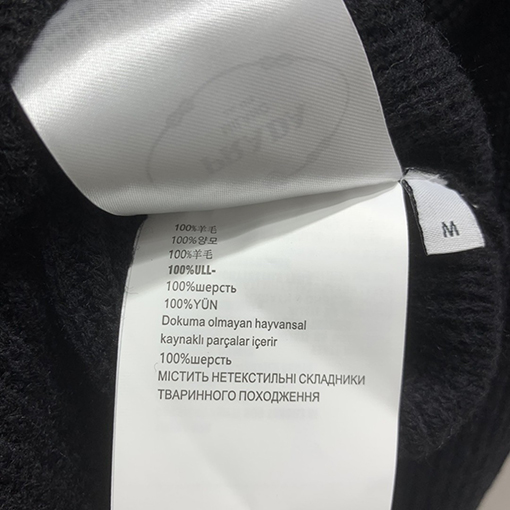 100%羊毛
100%양모
100%羊毛
100%ULL-
100%шерсть
100%YÜN
Dokuma olmayan hayvansal
kaynaklı parçalar içerir
100%шерсть
МІСТИТЬ НЕТЕКСТИЛЬНІ СКЛАДНИКИ
ТВАРИННОГО ПОХОДЖЕННЯ
M